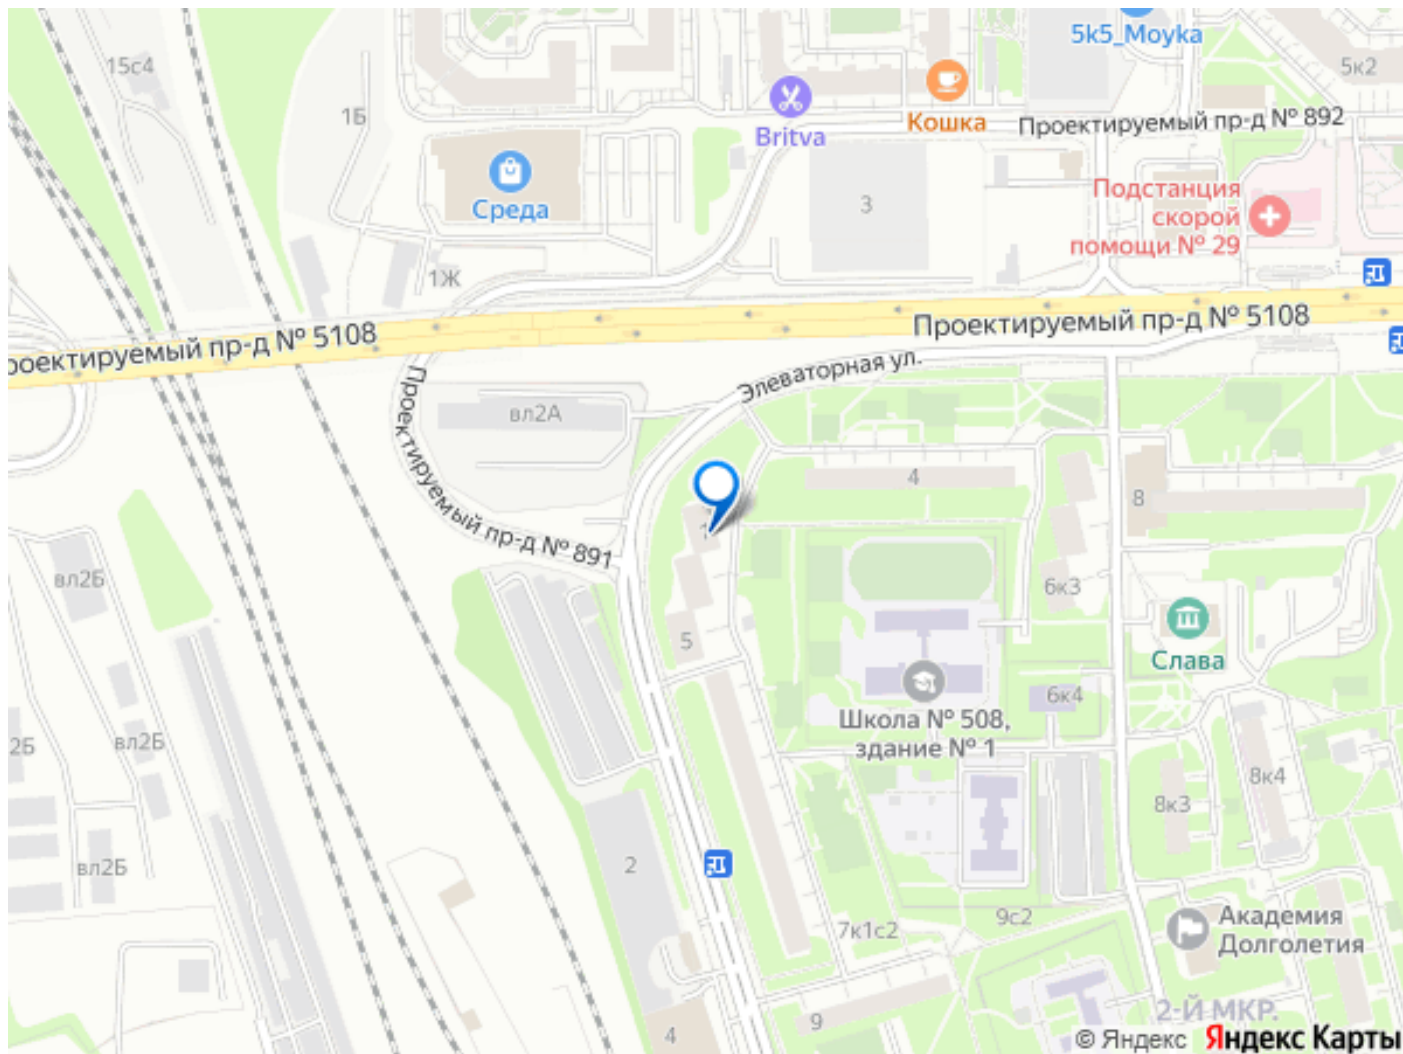 5k5_Moyka
15с4
5к2
1Б
Britva
Кошка
Проектируемый пр-д № 892
Среда
3
Подстанция
скорой
помощи № 29
1Ж
роектируемый пр-д № 5108
Проектируемый пр-д № 5108
Элеваторная ул.
Проектируемый пр-д № 891
вл2А
4
8
1
вл2Б
6к3
5
Слава
6к4
Школа № 508,
здание № 1
2Б
вл2Б
8к4
8к3
2
вл2Б
7к1с2
9с2
Академия
Долголетия
2-Й МКР.
9
4
© Яндекс Яндекс Карты